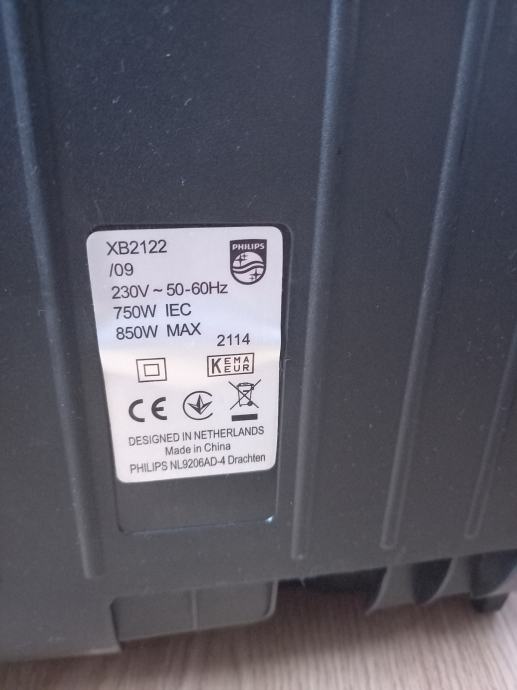 XB2122
/09
PHILIPS
230V ~ 50-60Hz
750W IEC
850W MAX
2114
KEMA
EUR
CE
DESIGNED IN NETHERLANDS
Made in China
PHILIPS NL9206AD-4 Drachten